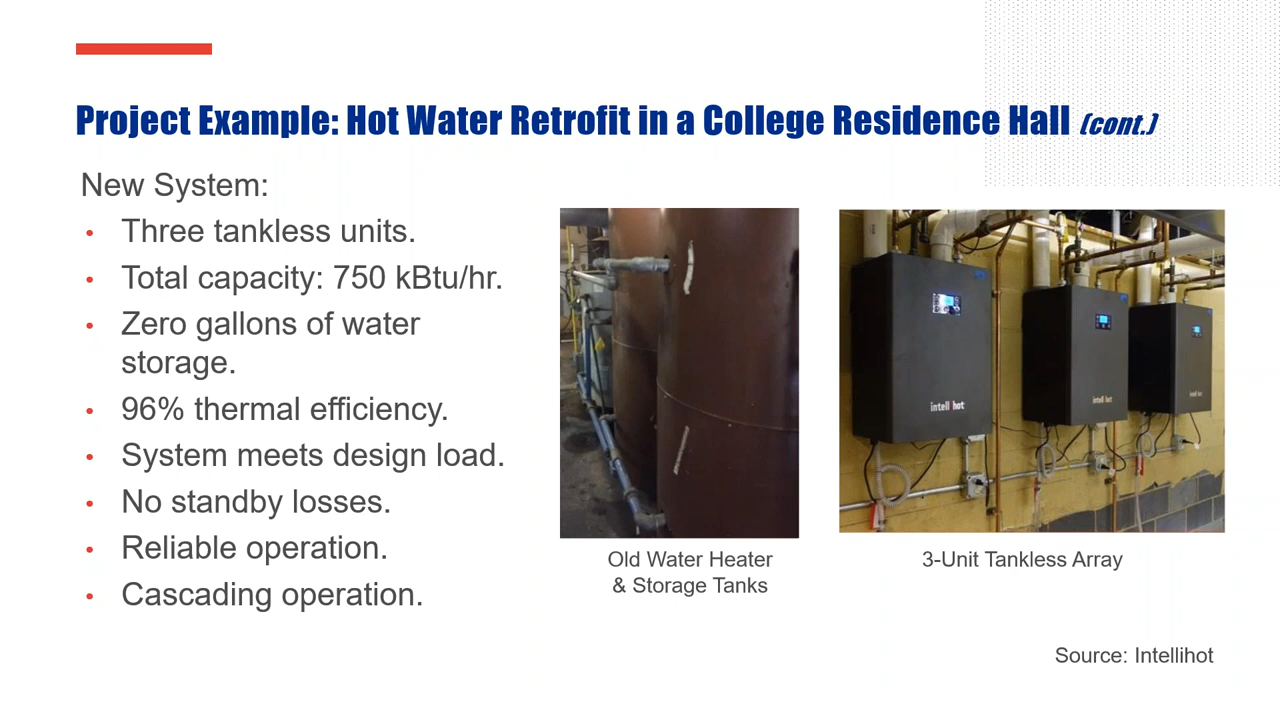 Project Example: Hot Water Retrofit in a College Residence Hall (cont.)
New System:
• Three tankless units.
• Total capacity: 750 kBtu/hr.
• Zero gallons of water
storage.
• 96% thermal efficiency.
• System meets design load.
• No standby losses.
• Reliable operation.
• Cascading operation.
intelli hot
intelli hot
intelli hot
Old Water Heater
& Storage Tanks
3-Unit Tankless Array
Source: Intellihot